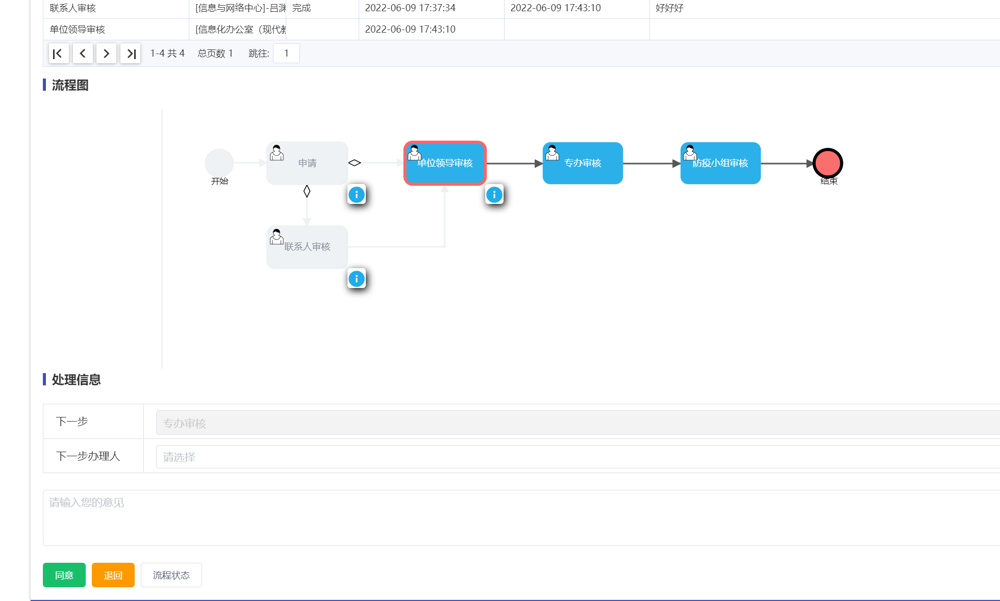 联系人审核 [信息与网络中心]-吕渊 完成 2022-06-09 17:37:34 2022-06-09 17:43:10 好好好
单位领导审核 [信息化办公室（现代教 2022-06-09 17:43:10
1-4 共 4 总页数 1 跳往: 1
流程图
开始
申请
单位领导审核
专办审核
防疫小组审核
结束
联系人审核
处理信息
下一步 专办审核
下一步办理人 请选择
请输入您的意见
同意 退回 流程状态